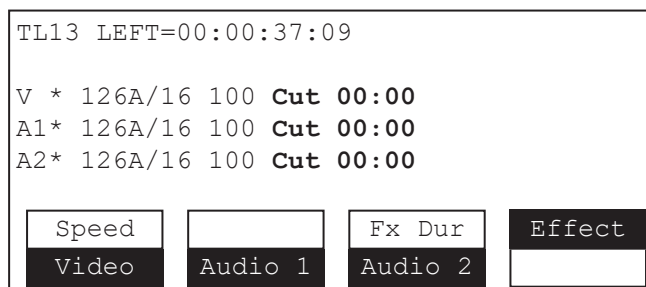 TL13 LEFT=00:00:37:09
V * 126A/16 100 Cut 00:00
A1* 126A/16 100 Cut 00:00
A2* 126A/16 100 Cut 00:00
Speed Fx Dur Effect
Video Audio 1 Audio 2